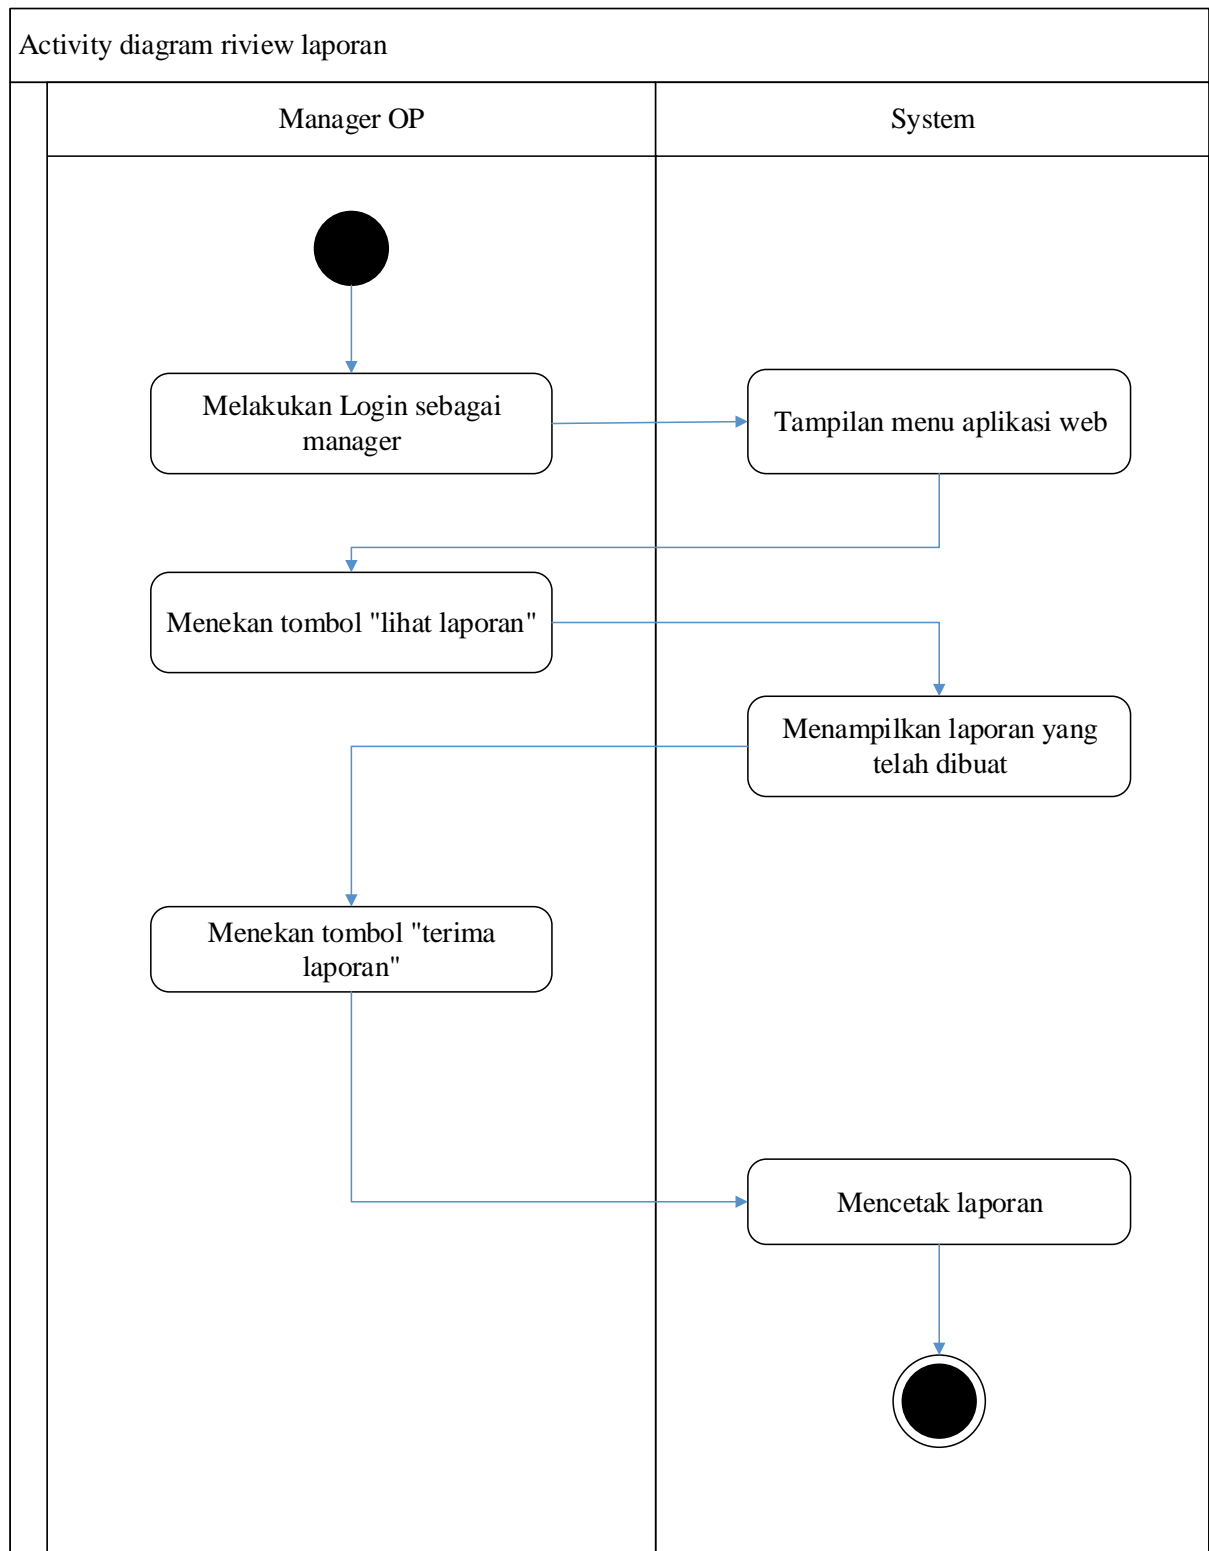 Activity diagram riview laporan
Manager OP
System
Melakukan Login sebagai
manager
Tampilan menu aplikasi web
Menekan tombol "lihat laporan"
Menampilkan laporan yang
telah dibuat
Menekan tombol "terima
laporan"
Mencetak laporan